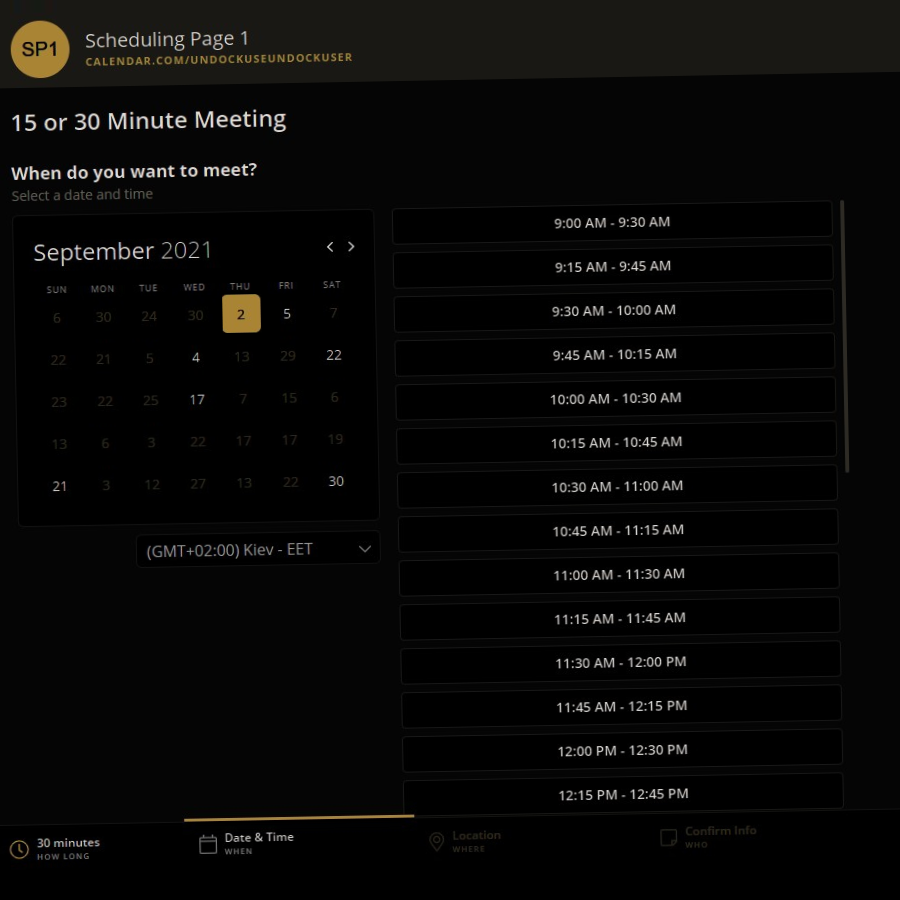 SP1
Scheduling Page 1
CALENDAR.COM/UNDOCKUSEUNDOCKUSER
15 or 30 Minute Meeting
When do you want to meet?
Select a date and time
September 2021
SUN MON TUE WED THU FRI SAT
6 30 24 30 2 5 7
22 21 5 4 13 29 22
23 22 25 17 7 15 6
13 6 3 22 17 17 19
21 3 12 27 13 22 30
(GMT+02:00) Kiev - EET
9:00 AM - 9:30 AM
9:15 AM - 9:45 AM
9:30 AM - 10:00 AM
9:45 AM - 10:15 AM
10:00 AM - 10:30 AM
10:15 AM - 10:45 AM
10:30 AM - 11:00 AM
10:45 AM - 11:15 AM
11:00 AM - 11:30 AM
11:15 AM - 11:45 AM
11:30 AM - 12:00 PM
11:45 AM - 12:15 PM
12:00 PM - 12:30 PM
12:15 PM - 12:45 PM
30 minutes
HOW LONG
Date & Time
WHEN
Location
WHERE
Confirm Info
WHO